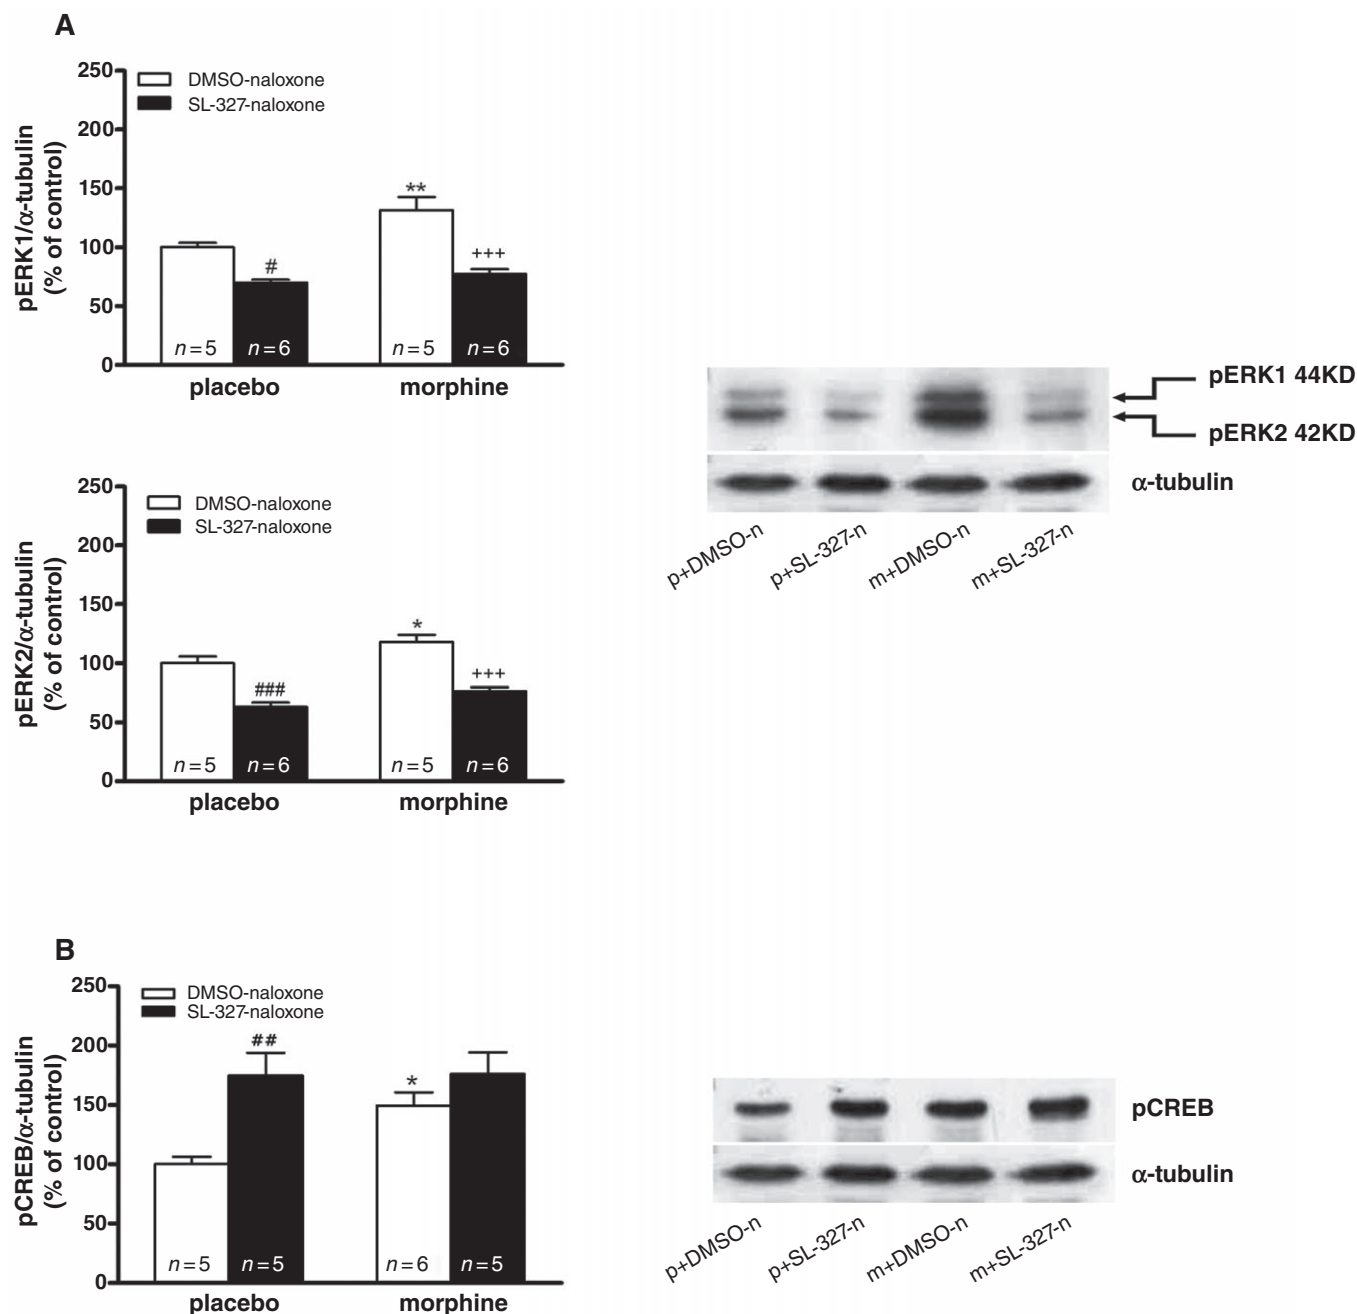 A
250
200
150
100
50
0
pERK1/α-tubulin
(% of control)
DMSO-naloxone
SL-327-naloxone
#
**
+++
n=5
n=6
n=5
n=6
placebo
morphine
pERK1 44KD
pERK2 42KD
α-tubulin
p+DMSO-n
p+SL-327-n
m+DMSO-n
m+SL-327-n
250
200
150
100
50
0
pERK2/α-tubulin
(% of control)
DMSO-naloxone
SL-327-naloxone
###
*
+++
n=5
n=6
n=5
n=6
placebo
morphine
B
250
200
150
100
50
0
pCREB/α-tubulin
(% of control)
DMSO-naloxone
SL-327-naloxone
##
*
n=5
n=5
n=6
n=5
placebo
morphine
pCREB
α-tubulin
p+DMSO-n
p+SL-327-n
m+DMSO-n
m+SL-327-n